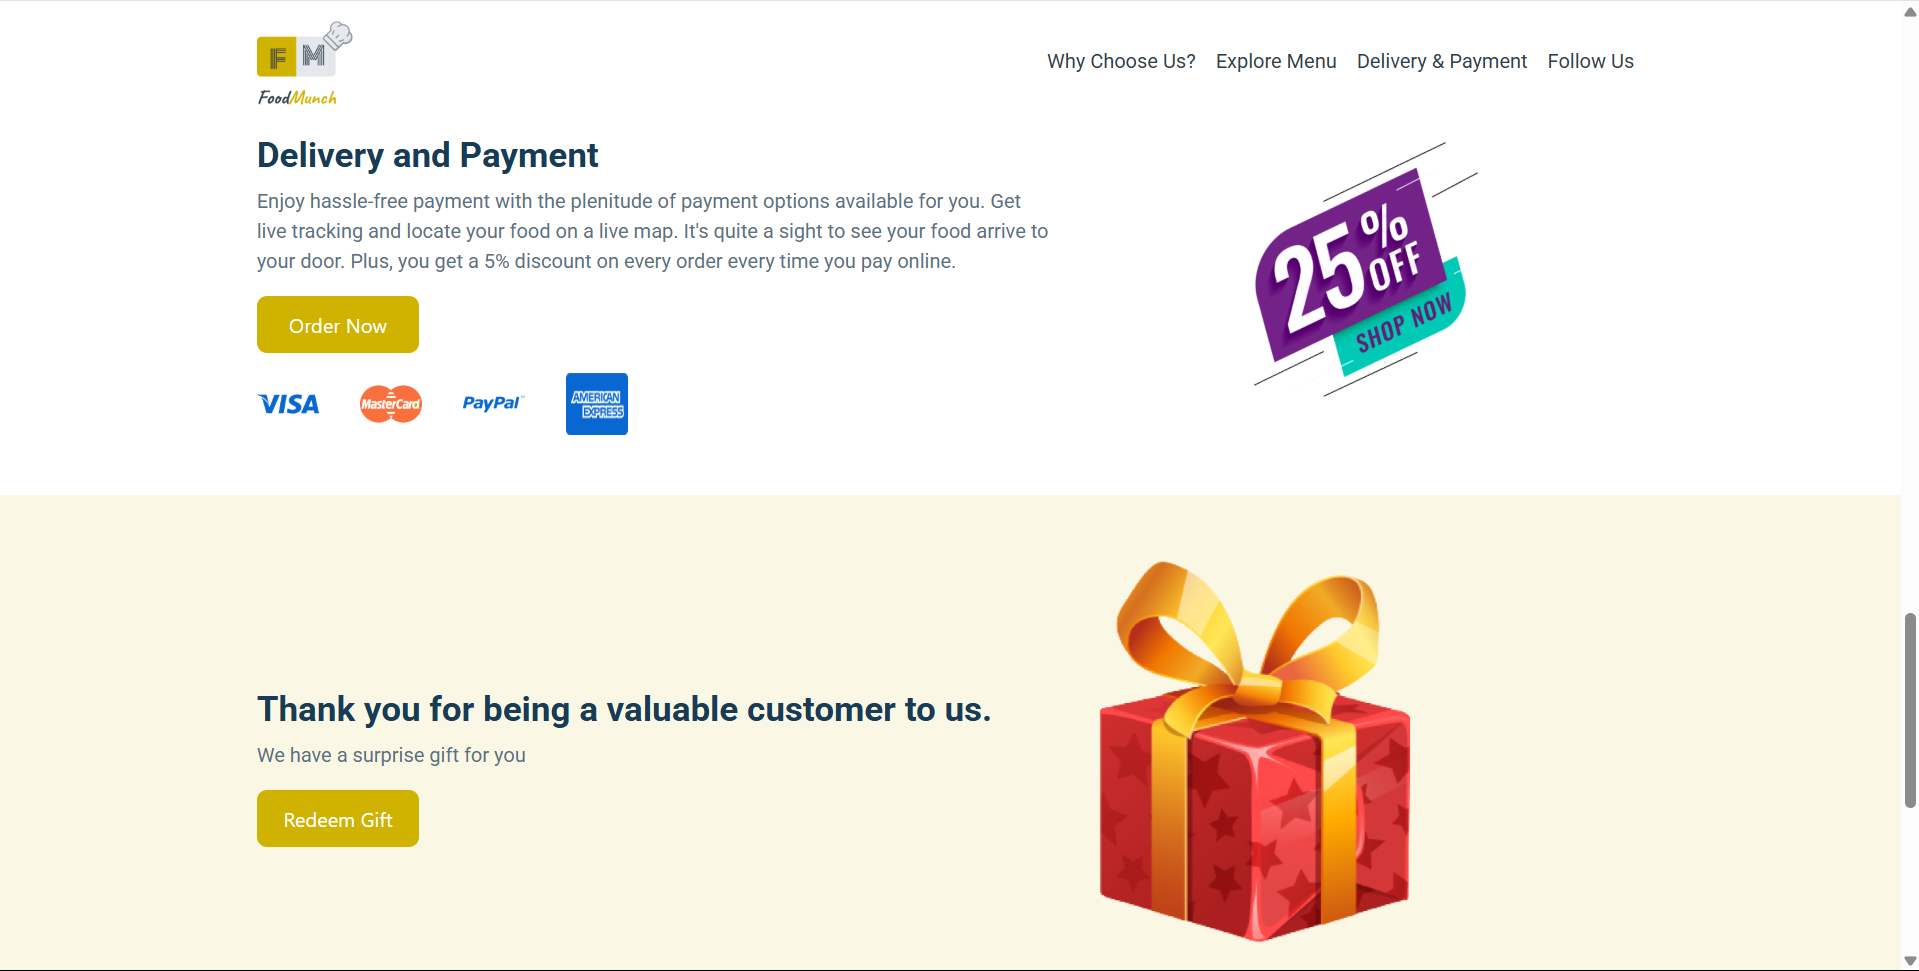 F M
FoodMunch
Why Choose Us? Explore Menu Delivery & Payment Follow Us
Delivery and Payment
Enjoy hassle-free payment with the plenitude of payment options available for you. Get
live tracking and locate your food on a live map. It's quite a sight to see your food arrive to
your door. Plus, you get a 5% discount on every order every time you pay online.
Order Now
VISA MasterCard PayPal AMERICAN
EXPRESS
25%
OFF
SHOP NOW
Thank you for being a valuable customer to us.
We have a surprise gift for you
Redeem Gift